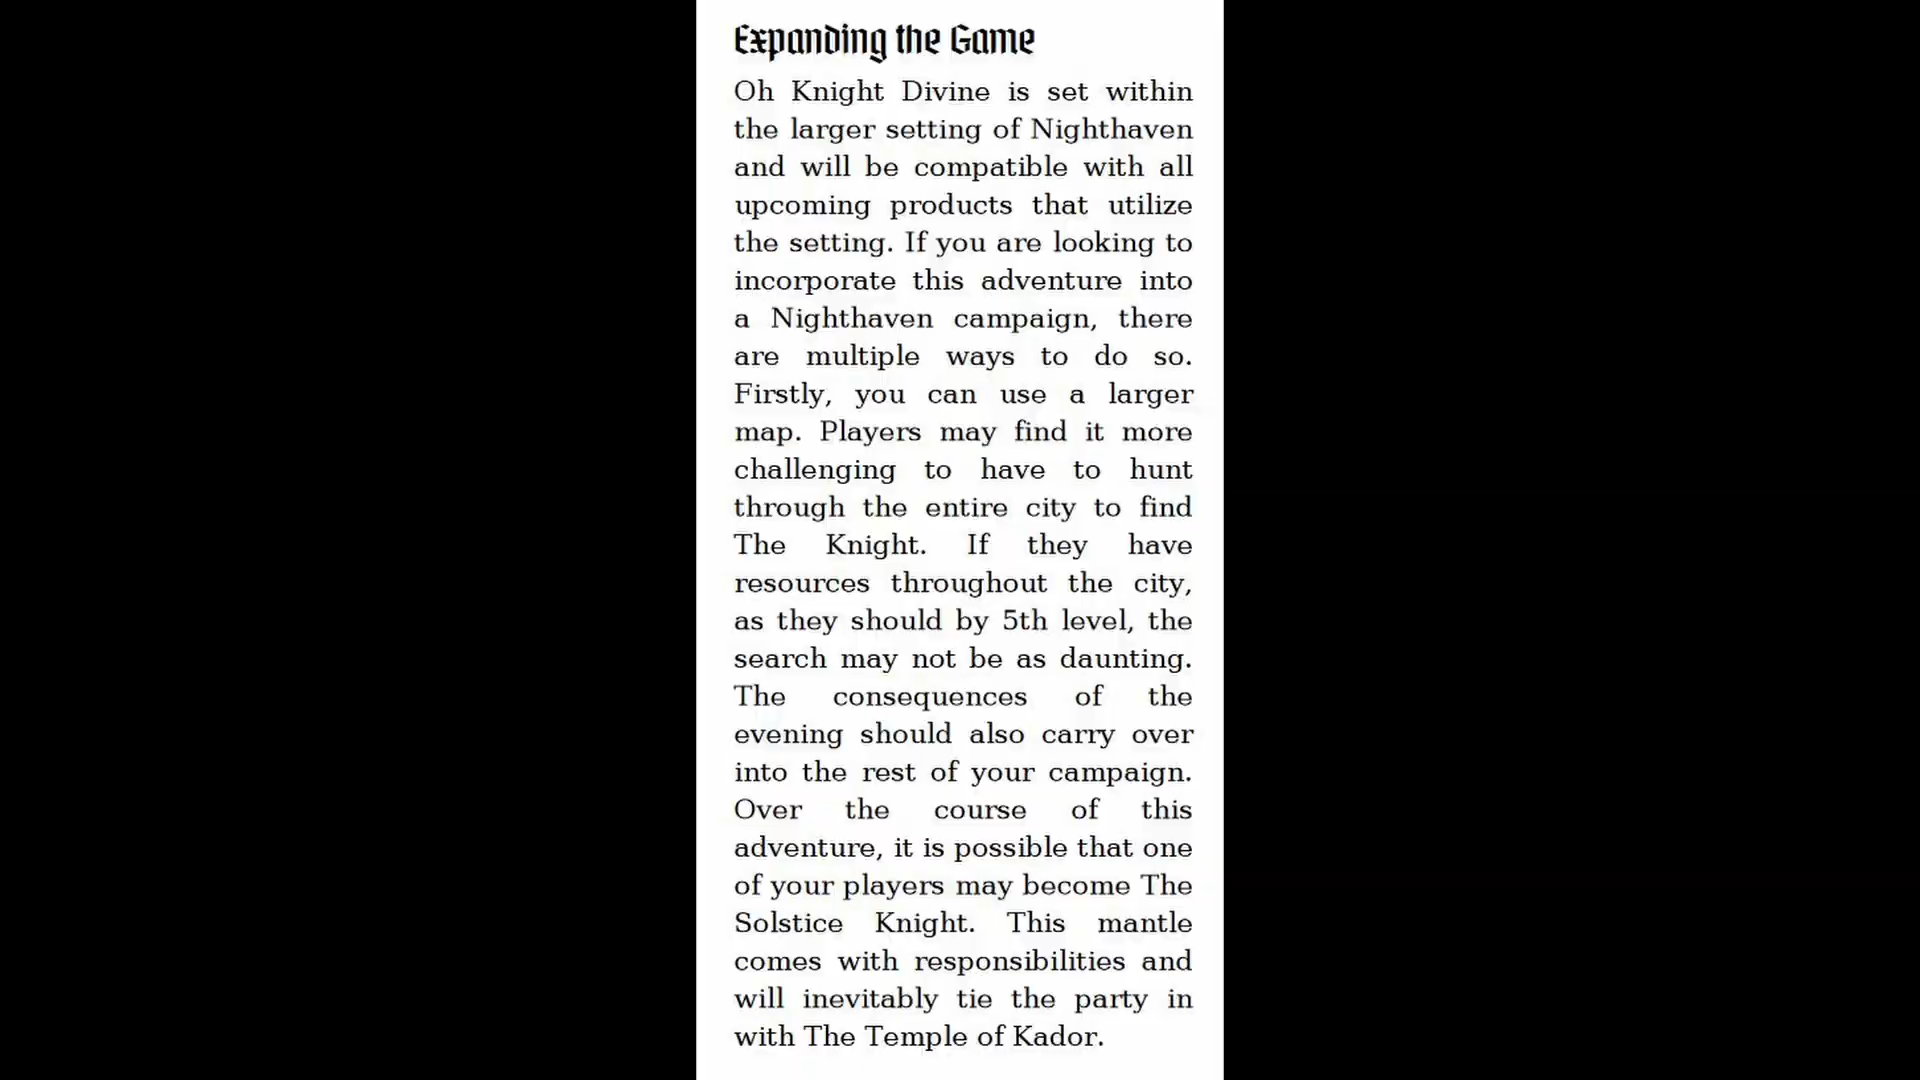 Expanding the Game
Oh Knight Divine is set within
the larger setting of Nighthaven
and will be compatible with all
upcoming products that utilize
the setting. If you are looking to
incorporate this adventure into
a Nighthaven campaign, there
are multiple ways to do so.
Firstly, you can use a larger
map. Players may find it more
challenging to have to hunt
through the entire city to find
The Knight. If they have
resources throughout the city,
as they should by 5th level, the
search may not be as daunting.
The consequences of the
evening should also carry over
into the rest of your campaign.
Over the course of this
adventure, it is possible that one
of your players may become The
Solstice Knight. This mantle
comes with responsibilities and
will inevitably tie the party in
with The Temple of Kador.